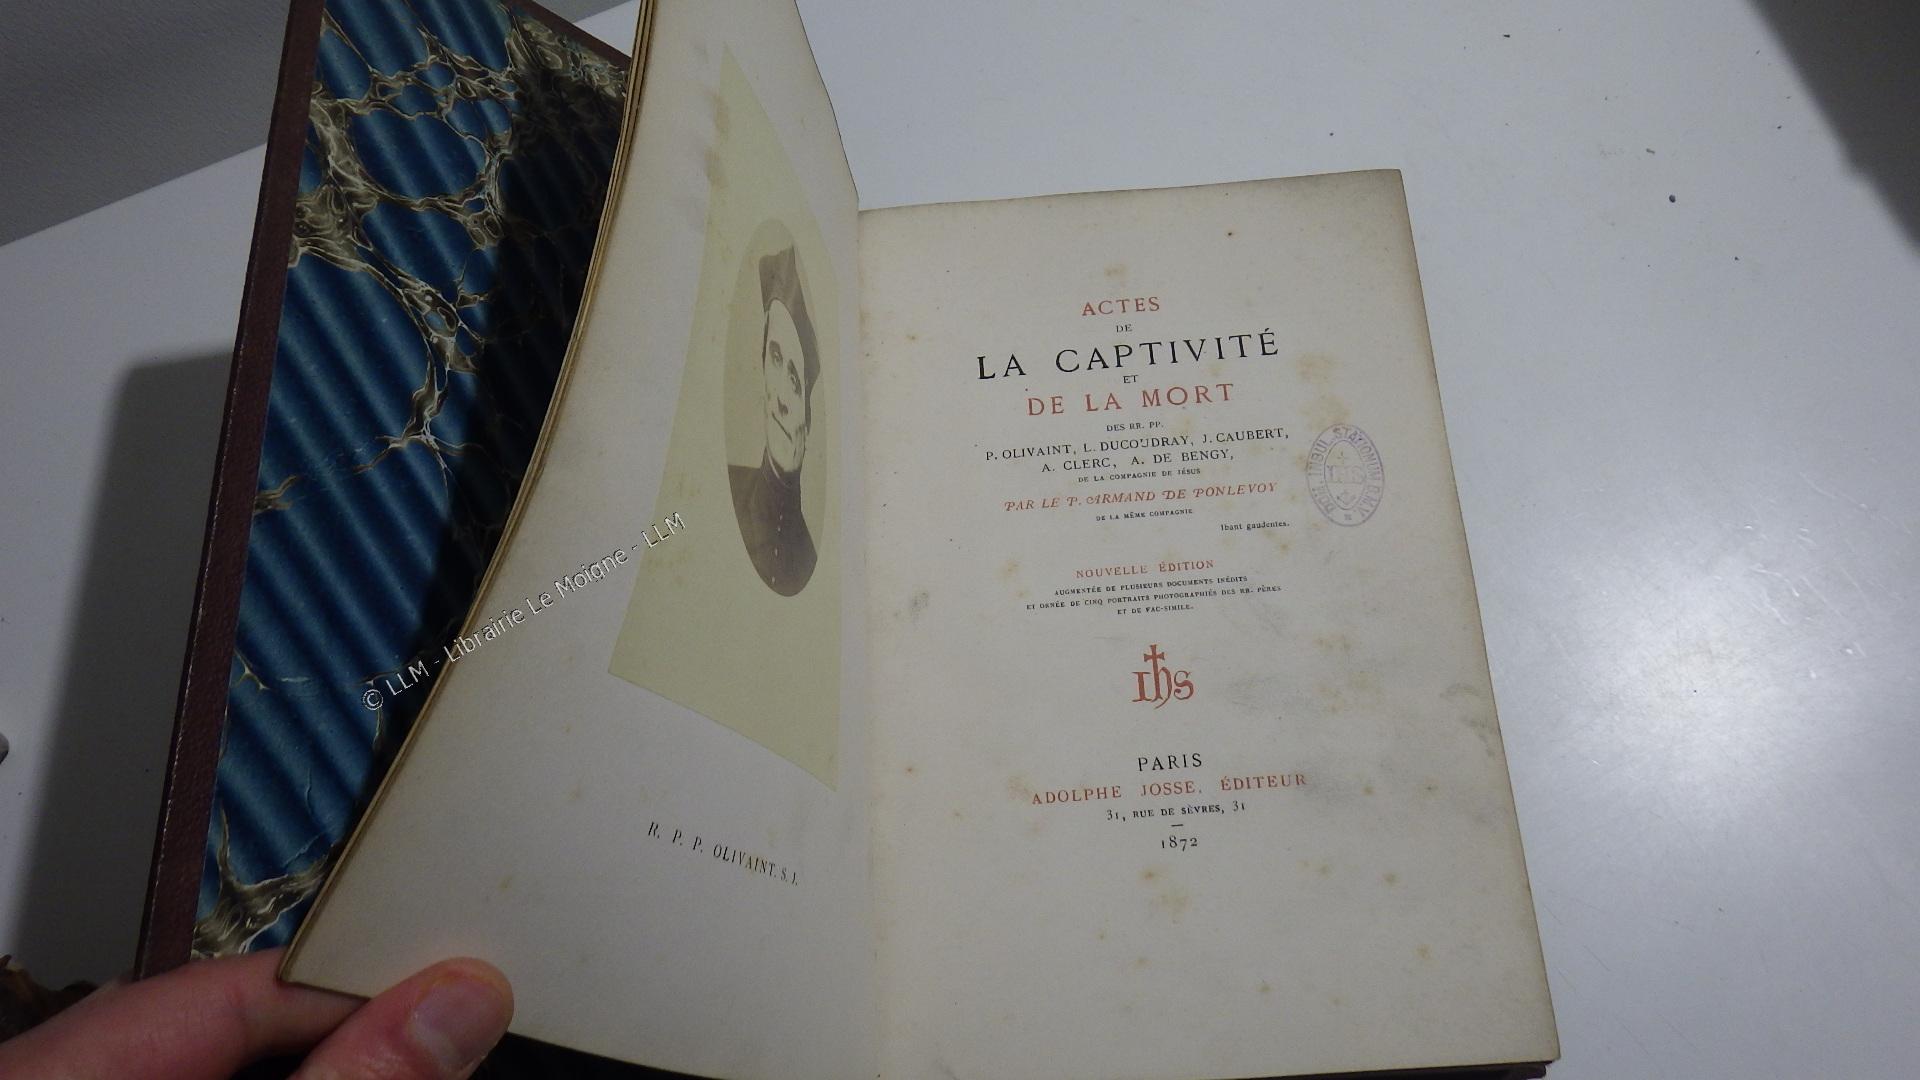 R. P. P. OLIVAINT. S. J.
© LLM - Librairie Le Moigne - LLM
ACTES
DE
LA CAPTIVITÉ
ET
DE LA MORT
DES RR. PP.
P. OLIVAINT, L. DUCOUDRAY, J. CAUBERT,
A. CLERC, A. DE BENGY,
DE LA COMPAGNIE DE JÉSUS
PAR LE P. ARMAND DE PONLEVOY
DE LA MÊME COMPAGNIE
Ibant gaudentes.
NOUVELLE ÉDITION
AUGMENTÉE DE PLUSIEURS DOCUMENTS INÉDITS
ET ORNÉE DE CINQ PORTRAITS PHOTOGRAPHIÉS DES RR. PÈRES
ET DE FAC-SIMILE.
IHS
PARIS
ADOLPHE JOSSE, ÉDITEUR
31, RUE DE SÈVRES, 31
1872
IHS